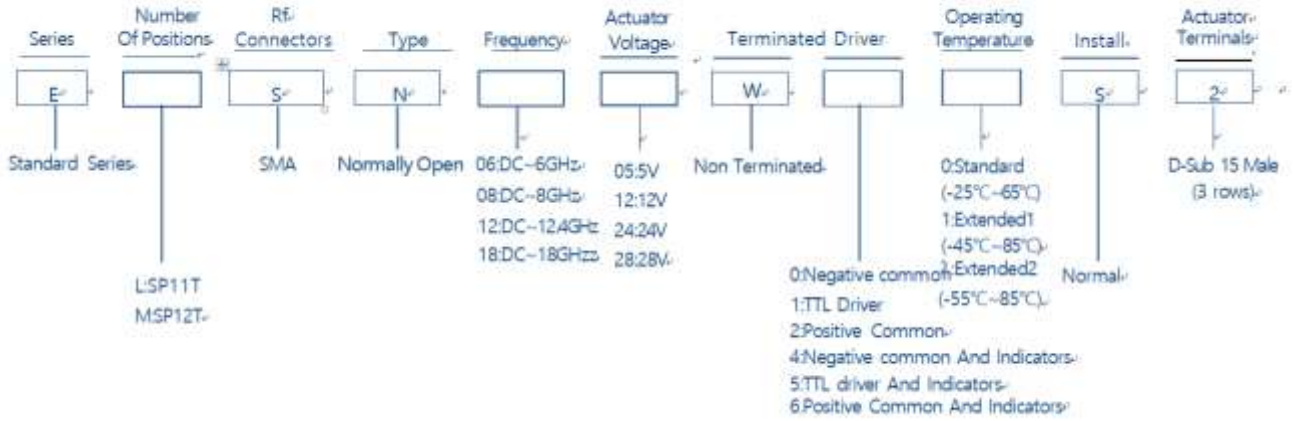 Series
Number
Of Positions
Rf
Connectors
Type
Frequency
Actuator
Voltage
Terminated Driver
Operating
Temperature
Install
Actuator
Terminals
E
S
N
W
S
2
Standard Series
SMA
Normally Open
06:DC~6GHz
08:DC~8GHz
12:DC~12.4GHz
18:DC~18GHzz
05:5V
12:12V
24:24V
28:28V
Non Terminated
0:Standard
(-25℃~65℃)
1:Extended1
(-45℃~85℃)
:Extended2
(-55℃~85℃)
D-Sub 15 Male
(3 rows)
Normal
L:SP11T
M:SP12T
0:Negative common
1:TTL Driver
2:Positive Common
4:Negative common And Indicators
5:TTL driver And Indicators
6:Positive Common And Indicators